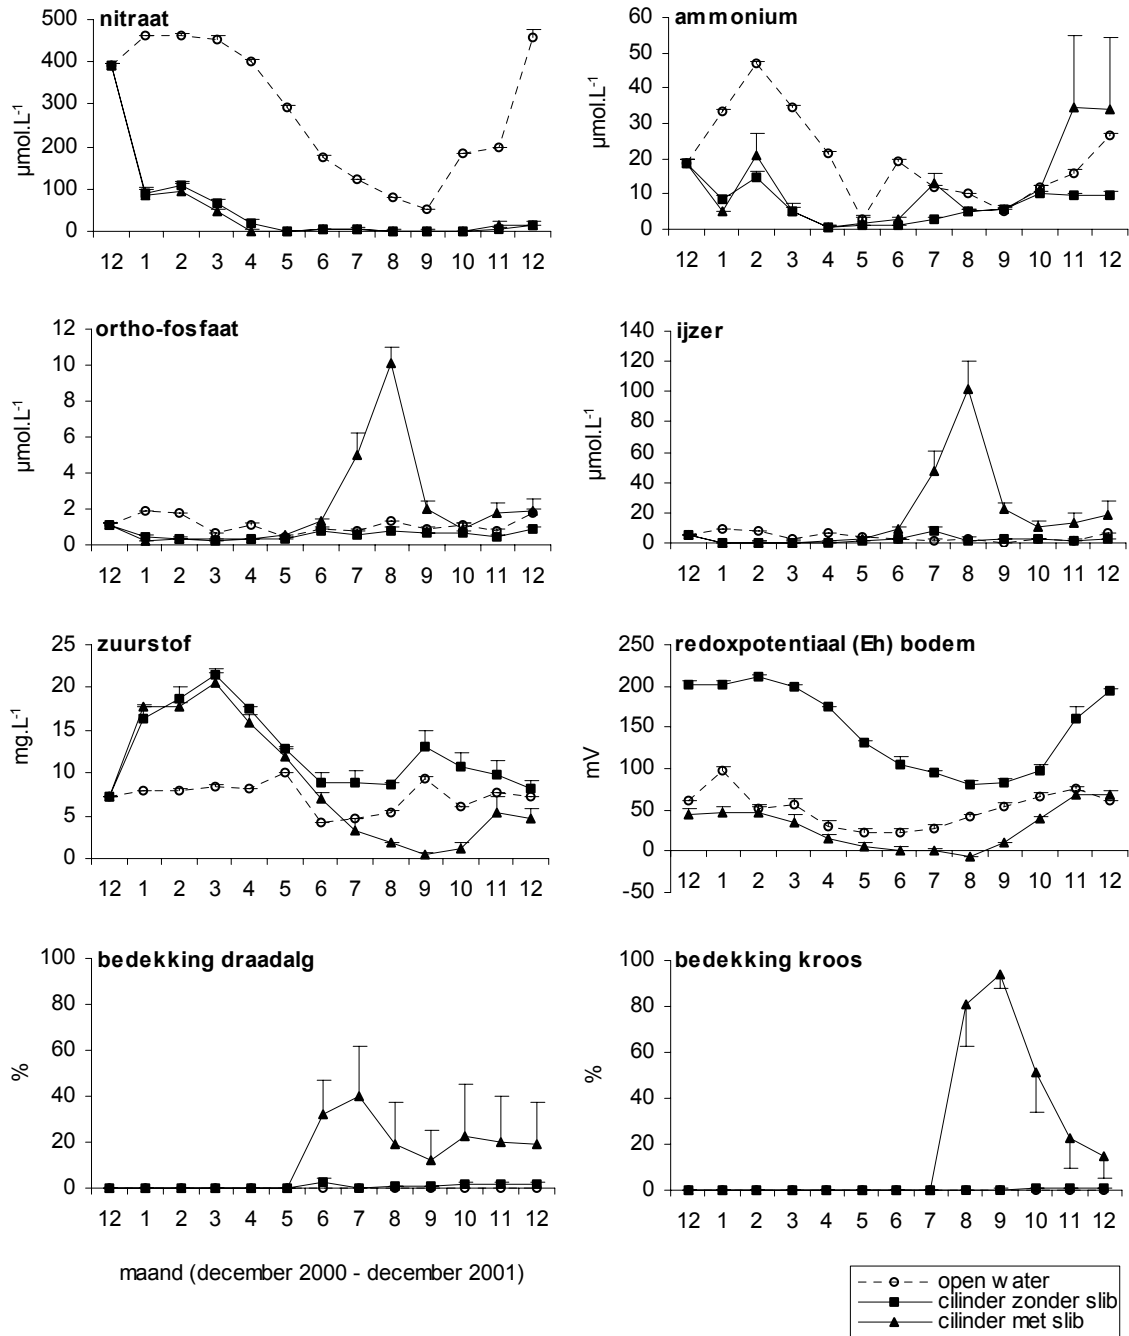 nitraat
µmol.L-1
500
400
300
200
100
0
12 1 2 3 4 5 6 7 8 9 10 11 12
ammonium
µmol.L-1
60
50
40
30
20
10
0
12 1 2 3 4 5 6 7 8 9 10 11 12
ortho-fosfaat
µmol.L-1
12
10
8
6
4
2
0
12 1 2 3 4 5 6 7 8 9 10 11 12
ijzer
µmol.L-1
140
120
100
80
60
40
20
0
12 1 2 3 4 5 6 7 8 9 10 11 12
zuurstof
mg.L-1
25
20
15
10
5
0
12 1 2 3 4 5 6 7 8 9 10 11 12
redoxpotentiaal (Eh) bodem
mV
250
200
150
100
50
0
-50
12 1 2 3 4 5 6 7 8 9 10 11 12
bedekking draadalg
%
100
80
60
40
20
0
12 1 2 3 4 5 6 7 8 9 10 11 12
bedekking kroos
%
100
80
60
40
20
0
12 1 2 3 4 5 6 7 8 9 10 11 12
maand (december 2000 - december 2001)
open water
cilinder zonder slib
cilinder met slib